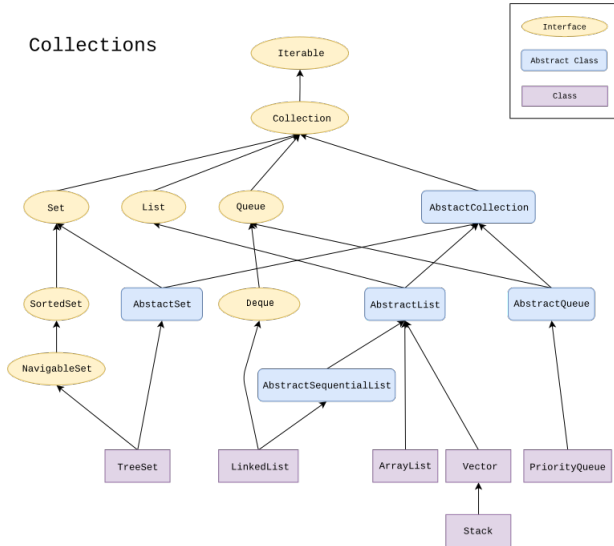 Collections
Interface
Abstract Class
Class
Iterable
Collection
Set
List
Queue
AbstactCollection
SortedSet
AbstactSet
Deque
AbstractList
AbstractQueue
NavigableSet
AbstractSequentialList
TreeSet
LinkedList
ArrayList
Vector
PriorityQueue
Stack